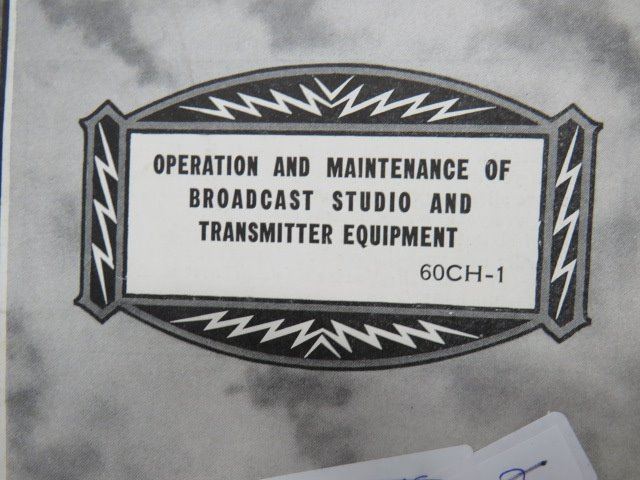 OPERATION AND MAINTENANCE OF
BROADCAST STUDIO AND
TRANSMITTER EQUIPMENT
60CH-1